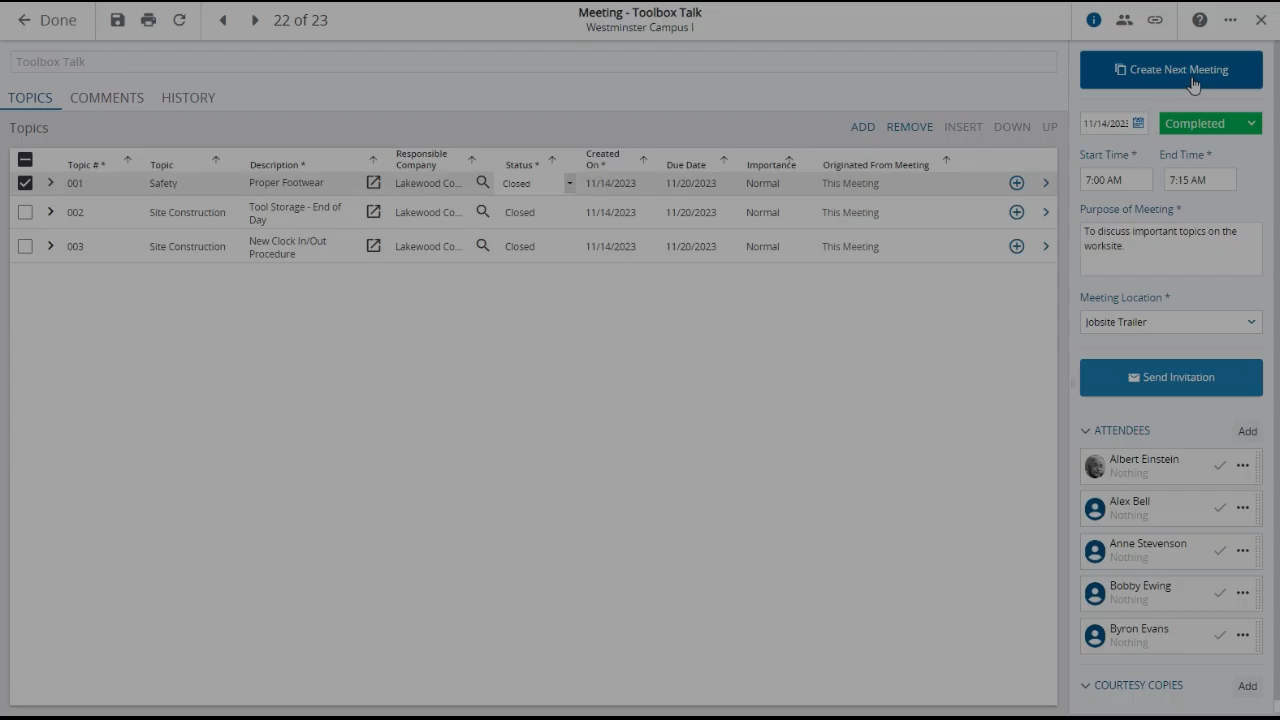 Done
22 of 23
Meeting - Toolbox Talk
Westminster Campus I
Toolbox Talk
TOPICS COMMENTS HISTORY
Topics
ADD REMOVE INSERT DOWN UP
Topic # * Topic Description * Responsible Company Status * Created On * Due Date Importance Originated From Meeting
001 Safety Proper Footwear Lakewood Co... Closed 11/14/2023 11/20/2023 Normal This Meeting
002 Site Construction Tool Storage - End of Day Lakewood Co... Closed 11/14/2023 11/20/2023 Normal This Meeting
003 Site Construction New Clock In/Out Procedure Lakewood Co... Closed 11/14/2023 11/20/2023 Normal This Meeting
Create Next Meeting
11/14/202 Completed
Start Time * End Time *
7:00 AM 7:15 AM
Purpose of Meeting *
To discuss important topics on the
worksite.
Meeting Location *
Jobsite Trailer
Send Invitation
ATTENDEES Add
Albert Einstein
Nothing
Alex Bell
Nothing
Anne Stevenson
Nothing
Bobby Ewing
Nothing
Byron Evans
Nothing
COURTESY COPIES Add